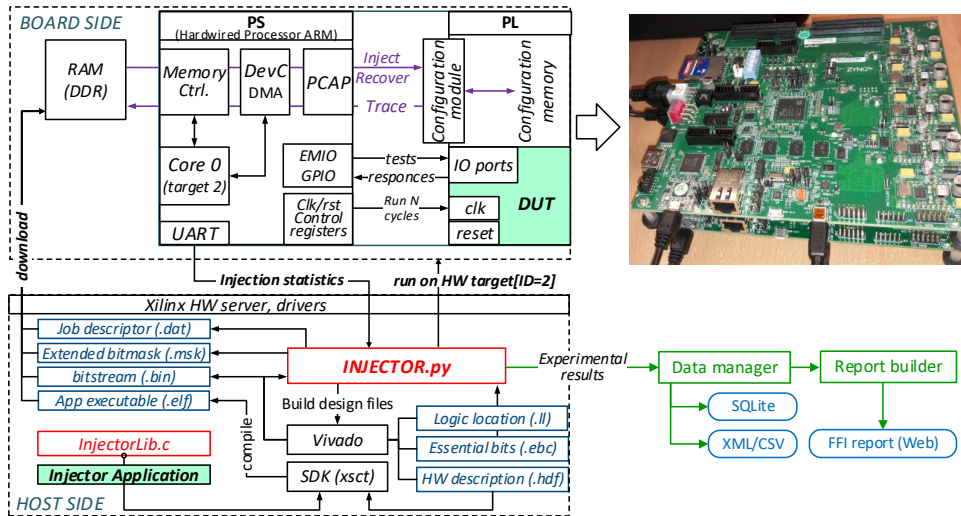 BOARD SIDE
PS
(Hardwired Processor ARM)
PL
RAM
(DDR)
Memory
Ctrl.
DevC
DMA
PCAP
Inject
Recover
Trace
Configuration
module
Configuration
memory
Core 0
(target 2)
EMIO
GPIO
tests
responces
IO ports
DUT
Clk/rst
Control
registers
Run N
cycles
clk
reset
UART
download
Injection statistics
run on HW target[ID=2]
XILINX
ZYNQ
Xilinx HW server, drivers
Job descriptor (.dat)
Extended bitmask (.msk)
bitstream (.bin)
App executable (.elf)
INJECTOR.py
Experimental
results
Data manager
Report builder
SQLite
XML/CSV
FFI report (Web)
Build design files
Logic location (.ll)
Vivado
Essential bits (.ebc)
compile
InjectorLib.c
Injector Application
SDK (xsct)
HW description (.hdf)
HOST SIDE